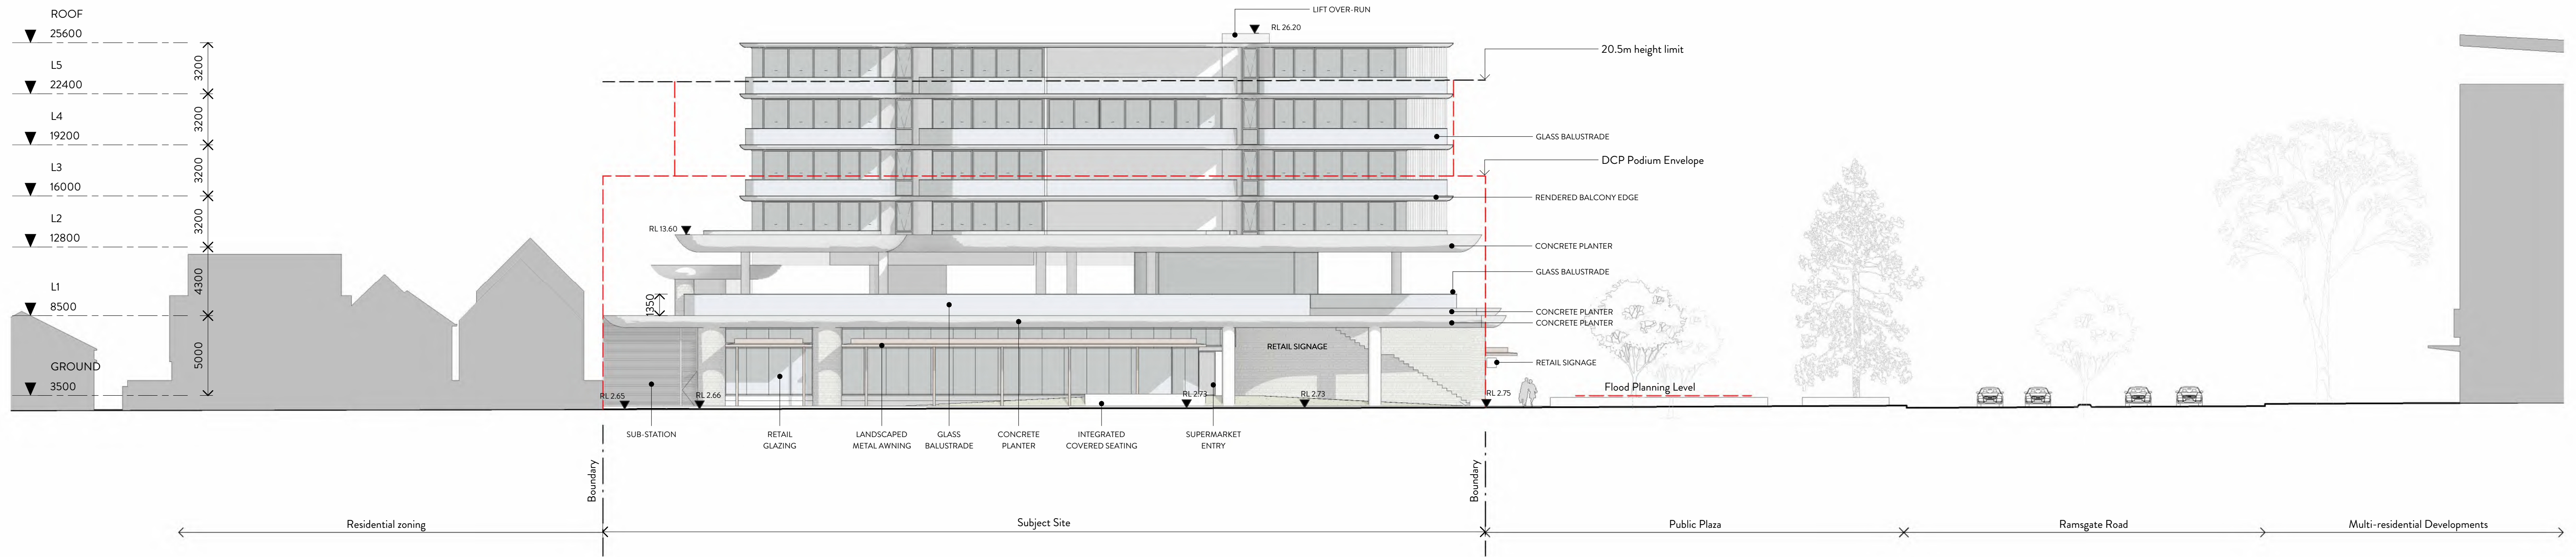 ROOF
25600
L5
22400
L4
19200
L3
16000
L2
12800
L1
8500
GROUND
3500
3200
3200
3200
3200
4300
5000
LIFT OVER-RUN
RL 26.20
20.5m height limit
GLASS BALUSTRADE
DCP Podium Envelope
RENDERED BALCONY EDGE
RL 13.60
CONCRETE PLANTER
GLASS BALUSTRADE
1350
CONCRETE PLANTER
CONCRETE PLANTER
RETAIL SIGNAGE
RETAIL SIGNAGE
Flood Planning Level
RL 2.65
RL 2.66
RL 2.73
RL 2.73
RL 2.75
SUB-STATION
RETAIL
GLAZING
LANDSCAPED
METAL AWNING
GLASS
BALUSTRADE
CONCRETE
PLANTER
INTEGRATED
COVERED SEATING
SUPERMARKET
ENTRY
Boundary
Boundary
Residential zoning
Subject Site
Public Plaza
Ramsgate Road
Multi-residential Developments